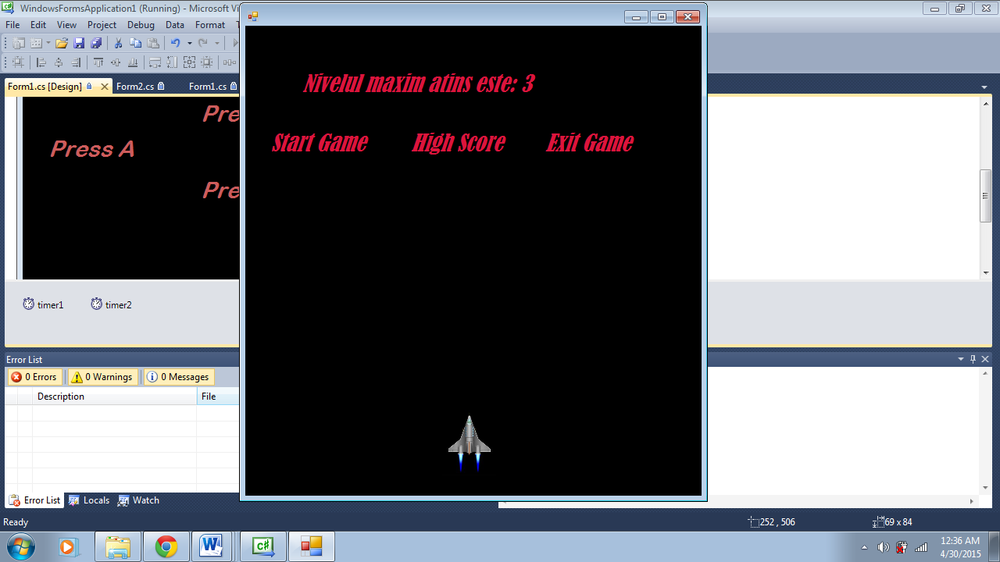 WindowsFormsApplication1 (Running) - Microsoft Vi
File Edit View Project Debug Data Format
Form1.cs [Design] Form2.cs Form1.cs
Nivelul maxim atins este: 3
Start Game High Score Exit Game
Pre
Press A
Pre
timer1 timer2
Error List
0 Errors 0 Warnings 0 Messages
Description File
Error List Locals Watch
Ready 252 , 506 69 x 84
12:36 AM
4/30/2015